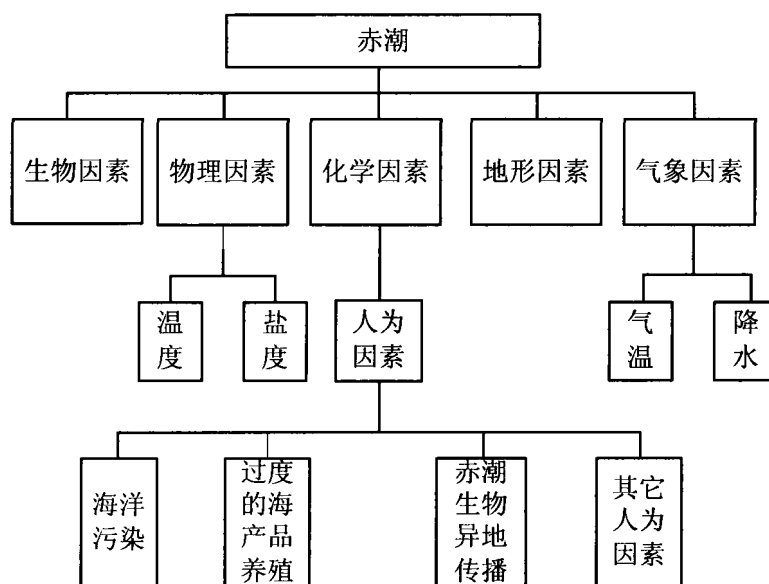 赤潮
生物因素
物理因素
化学因素
地形因素
气象因素
温
度
盐
度
人为
因素
气
温
降
水
海洋
污染
过度
的海
产品
养殖
赤潮
生物
异地
传播
其它
人为
因素